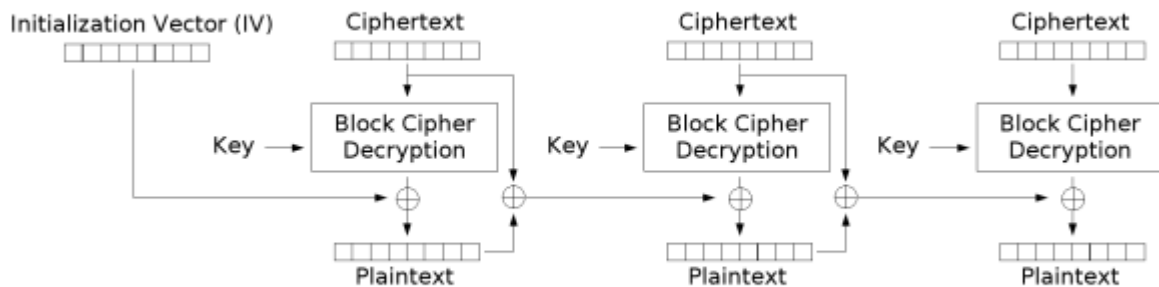 Initialization Vector (IV)
Ciphertext
Ciphertext
Ciphertext
Key
Block Cipher
Decryption
Key
Block Cipher
Decryption
Key
Block Cipher
Decryption
Plaintext
Plaintext
Plaintext